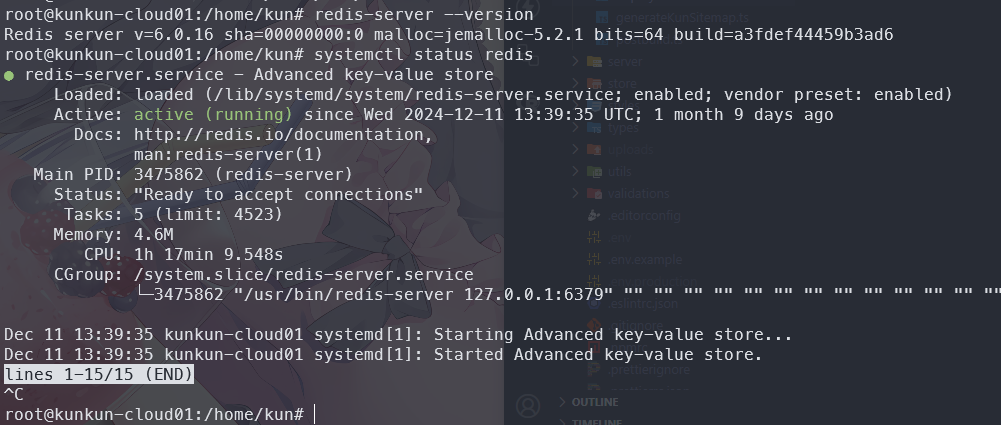 root@kunkun-cloud01:/home/kun# redis-server --version
Redis server v=6.0.16 sha=00000000:0 malloc=jemalloc-5.2.1 bits=64 build=a3fdef44459b3ad6
root@kunkun-cloud01:/home/kun# systemctl status redis
● redis-server.service - Advanced key-value store
Loaded: loaded (/lib/systemd/system/redis-server.service; enabled; vendor preset: enabled)
Active: active (running) since Wed 2024-12-11 13:39:35 UTC; 1 month 9 days ago
Docs: http://redis.io/documentation,
man:redis-server(1)
Main PID: 3475862 (redis-server)
Status: "Ready to accept connections"
Tasks: 5 (limit: 4523)
Memory: 4.6M
CPU: 1h 17min 9.548s
CGroup: /system.slice/redis-server.service
└─3475862 "/usr/bin/redis-server 127.0.0.1:6379" "" "" "" "" "" "" "" "" "" "" "" "" ""
Dec 11 13:39:35 kunkun-cloud01 systemd[1]: Starting Advanced key-value store...
Dec 11 13:39:35 kunkun-cloud01 systemd[1]: Started Advanced key-value store.
lines 1-15/15 (END)
^C
root@kunkun-cloud01:/home/kun#
generateKunSitemap.ts
server
store
types
uploads
utils
validations
.editorconfig
.env
.env.example
.eslintrc.json
.gitignore
.prettierignore
OUTLINE
TIMELINE